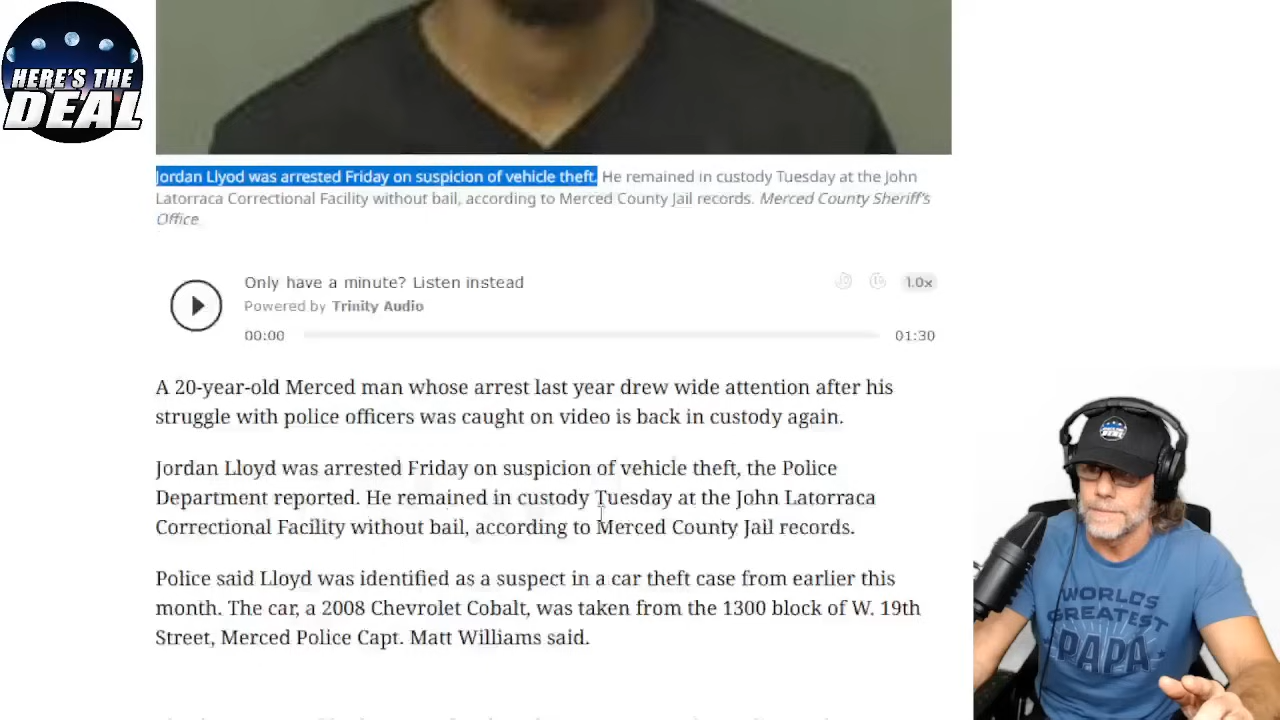 HERE'S THE
DEAL
Jordan Llyod was arrested Friday on suspicion of vehicle theft. He remained in custody Tuesday at the John
Latorraca Correctional Facility without bail, according to Merced County Jail records. Merced County Sheriff's
Office
Only have a minute? Listen instead
Powered by Trinity Audio
1.0x
00:00
01:30
A 20-year-old Merced man whose arrest last year drew wide attention after his
struggle with police officers was caught on video is back in custody again.
Jordan Lloyd was arrested Friday on suspicion of vehicle theft, the Police
Department reported. He remained in custody Tuesday at the John Latorraca
Correctional Facility without bail, according to Merced County Jail records.
Police said Lloyd was identified as a suspect in a car theft case from earlier this
month. The car, a 2008 Chevrolet Cobalt, was taken from the 1300 block of W. 19th
Street, Merced Police Capt. Matt Williams said.
WORLD'S
GREATEST
PAPA